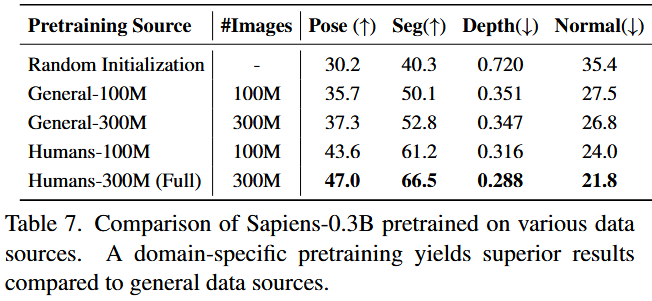 Pretraining Source #Images Pose (↑) Seg(↑) Depth(↓) Normal(↓)
Random Initialization - 30.2 40.3 0.720 35.4
General-100M 100M 35.7 50.1 0.351 27.5
General-300M 300M 37.3 52.8 0.347 26.8
Humans-100M 100M 43.6 61.2 0.316 24.0
Humans-300M (Full) 300M 47.0 66.5 0.288 21.8
Table 7. Comparison of Sapiens-0.3B pretrained on various data
sources. A domain-specific pretraining yields superior results
compared to general data sources.